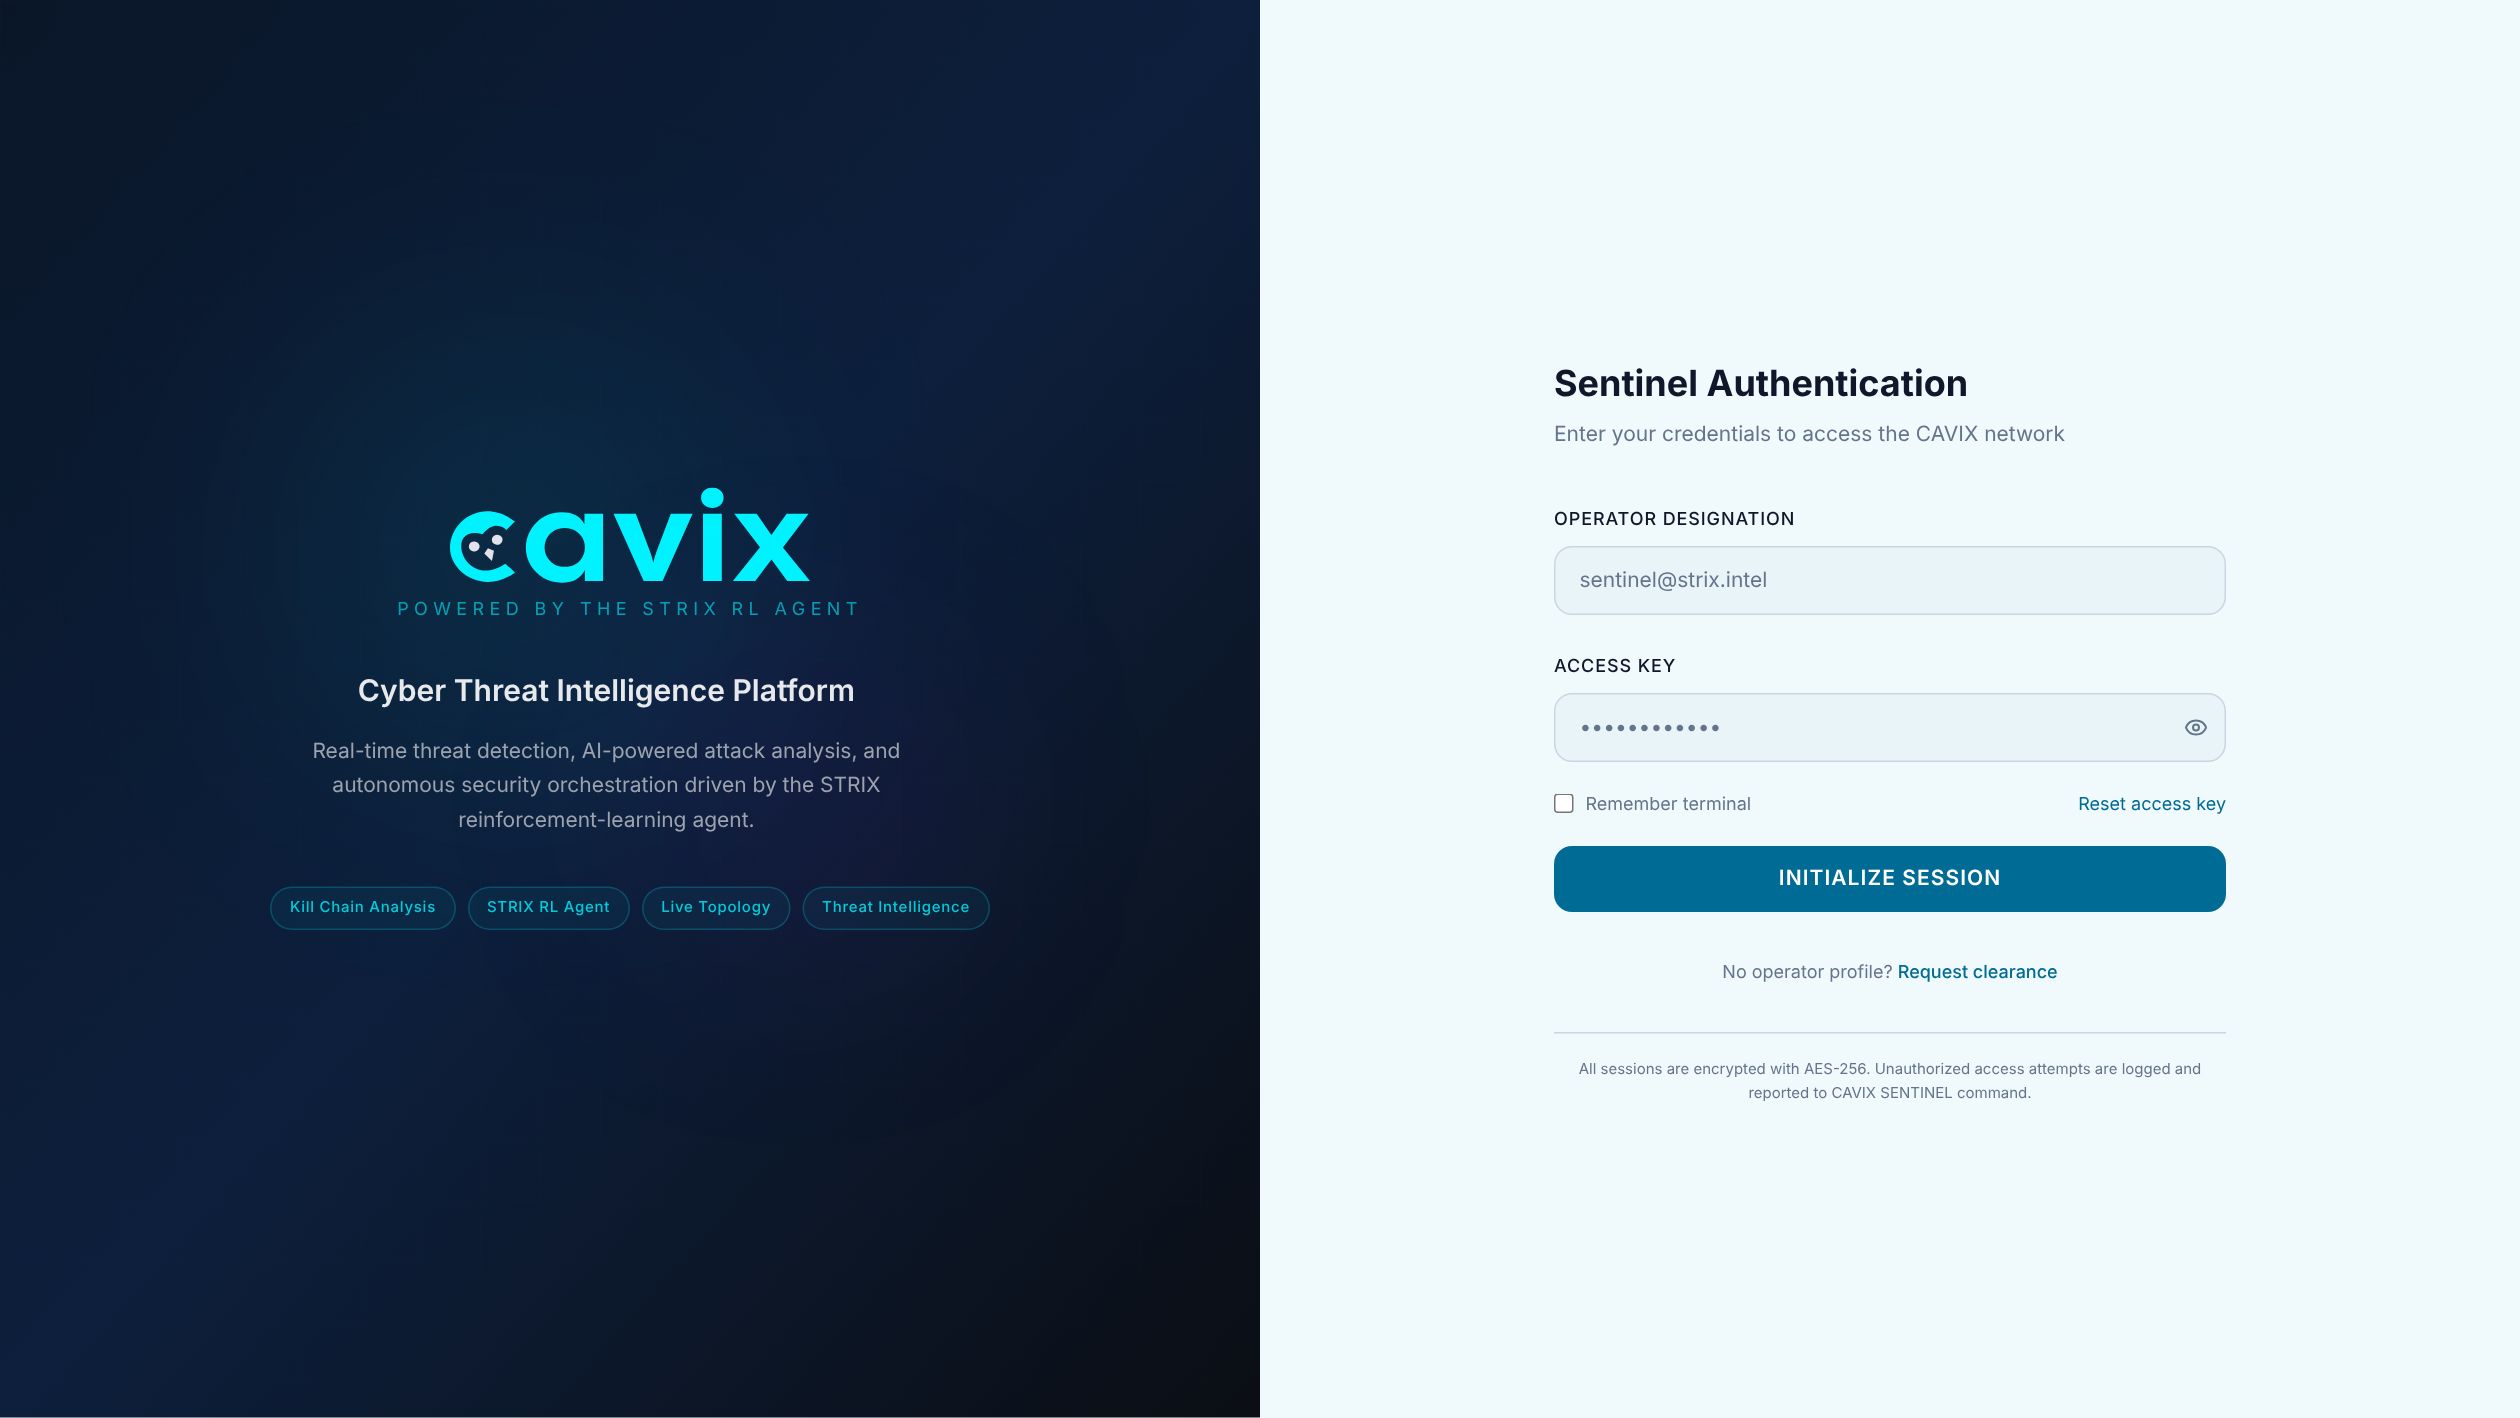 cavix
POWERED BY THE STRIX RL AGENT
Cyber Threat Intelligence Platform
Real-time threat detection, AI-powered attack analysis, and
autonomous security orchestration driven by the STRIX
reinforcement-learning agent.
Kill Chain Analysis
STRIX RL Agent
Live Topology
Threat Intelligence
Sentinel Authentication
Enter your credentials to access the CAVIX network
OPERATOR DESIGNATION
sentinel@strix.intel
ACCESS KEY
••••••••••••
Remember terminal
Reset access key
INITIALIZE SESSION
No operator profile? Request clearance
All sessions are encrypted with AES-256. Unauthorized access attempts are logged and
reported to CAVIX SENTINEL command.